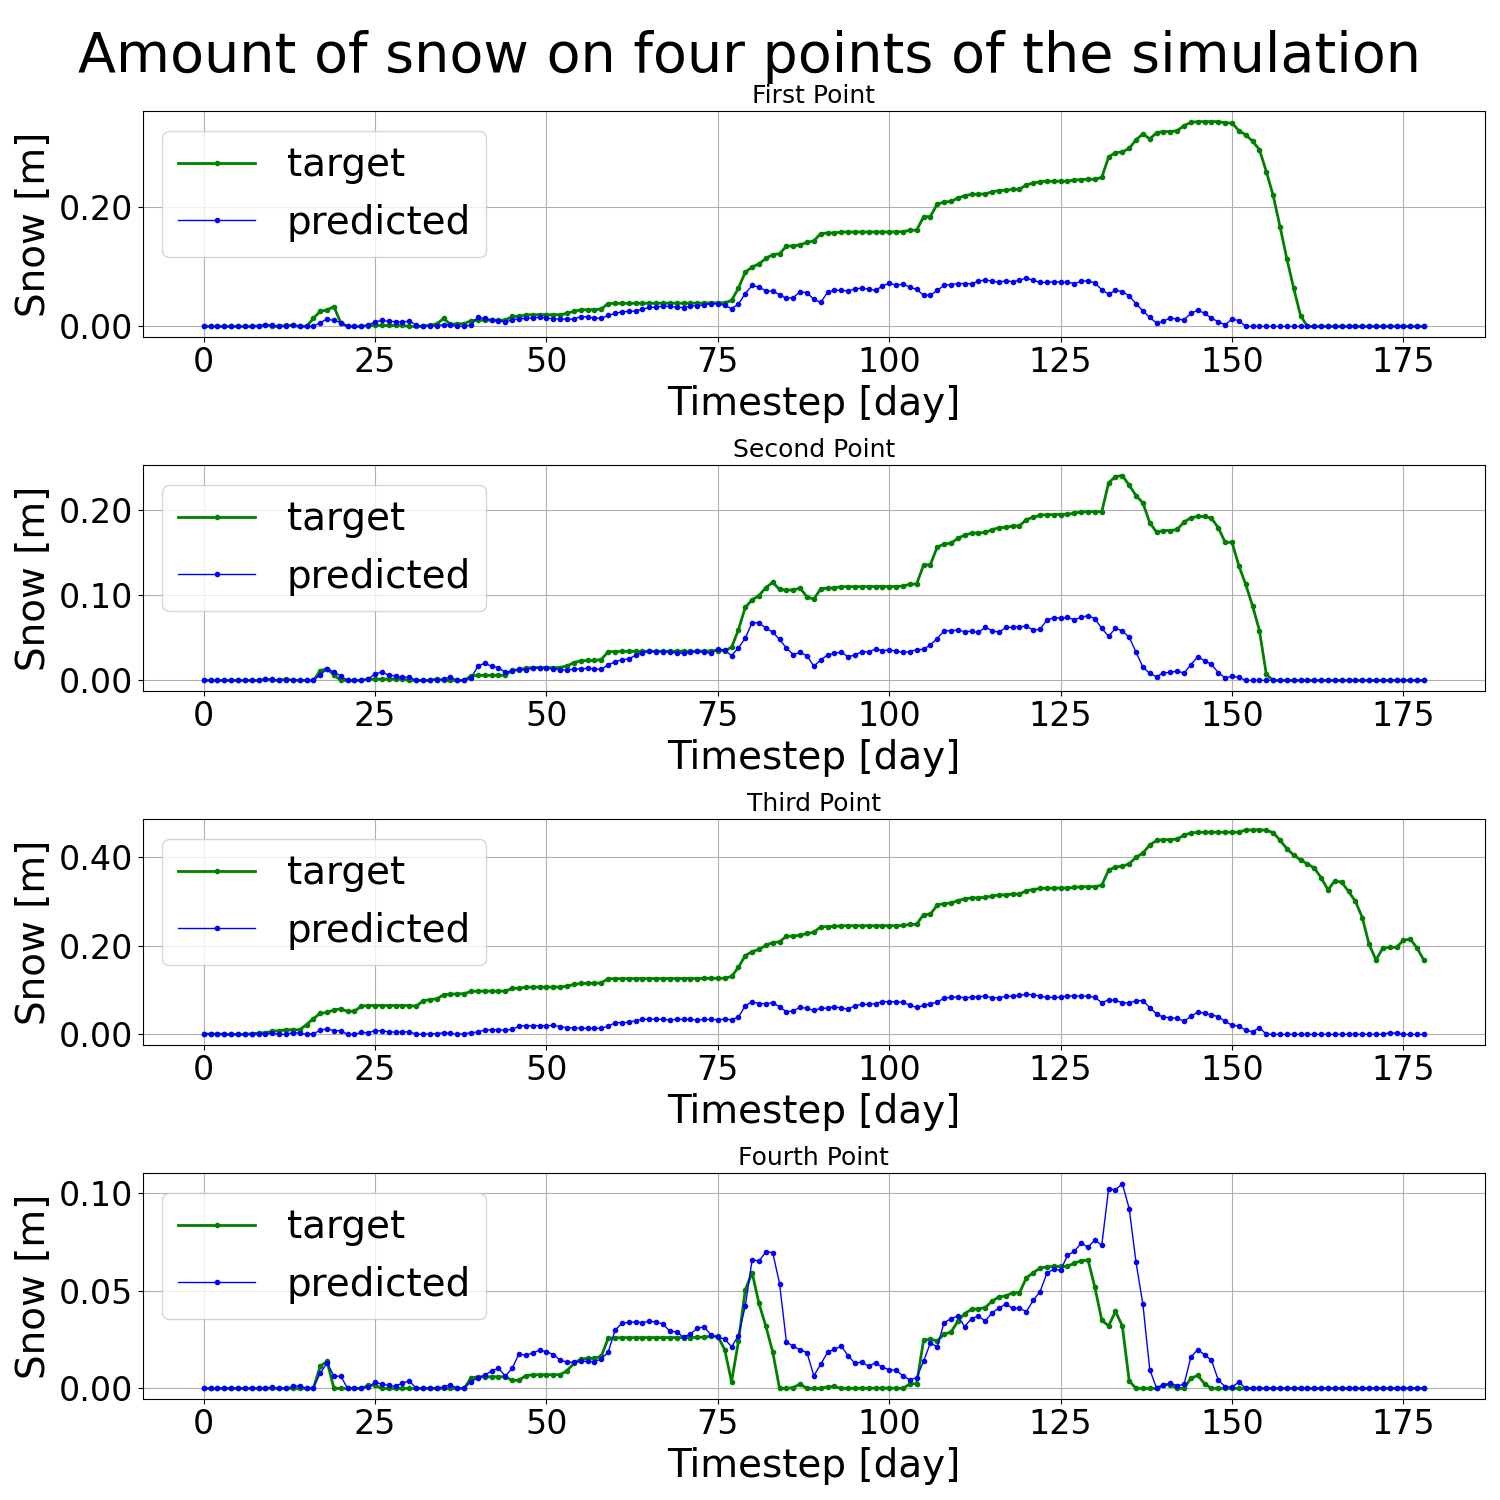 Amount of snow on four points of the simulation
First Point
Snow [m]
0.20
0.00
target
predicted
0 25 50 75 100 125 150 175
Timestep [day]
Second Point
Snow [m]
0.20
0.10
0.00
target
predicted
0 25 50 75 100 125 150 175
Timestep [day]
Third Point
Snow [m]
0.40
0.20
0.00
target
predicted
0 25 50 75 100 125 150 175
Timestep [day]
Fourth Point
Snow [m]
0.10
0.05
0.00
target
predicted
0 25 50 75 100 125 150 175
Timestep [day]